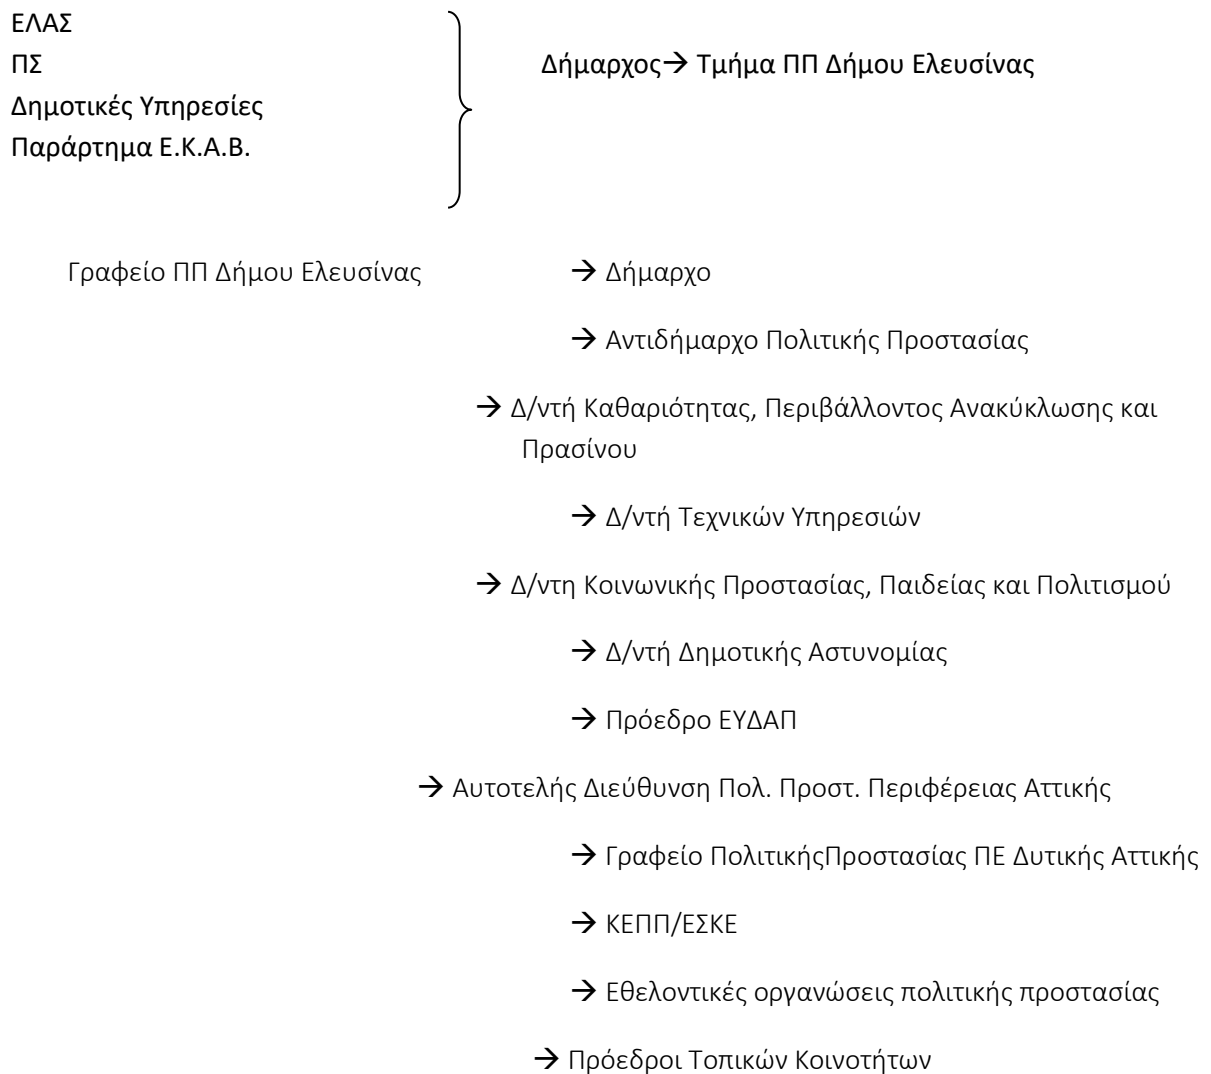 ΕΛΑΣ
ΠΣ
Δήμαρχος→ Τμήμα ΠΠ Δήμου Ελευσίνας
Δημοτικές Υπηρεσίες
Παράρτημα Ε.Κ.Α.Β.
Γραφείο ΠΠ Δήμου Ελευσίνας → Δήμαρχο
→ Αντιδήμαρχο Πολιτικής Προστασίας
→ Δ/ντή Καθαριότητας, Περιβάλλοντος Ανακύκλωσης και
Πρασίνου
→ Δ/ντή Τεχνικών Υπηρεσιών
→ Δ/ντη Κοινωνικής Προστασίας, Παιδείας και Πολιτισμού
→ Δ/ντή Δημοτικής Αστυνομίας
→ Πρόεδρο ΕΥΔΑΠ
→ Αυτοτελής Διεύθυνση Πολ. Προστ. Περιφέρειας Αττικής
→ Γραφείο ΠολιτικήςΠροστασίας ΠΕ Δυτικής Αττικής
→ ΚΕΠΠ/ΕΣΚΕ
→ Εθελοντικές οργανώσεις πολιτικής προστασίας
→ Πρόεδροι Τοπικών Κοινοτήτων